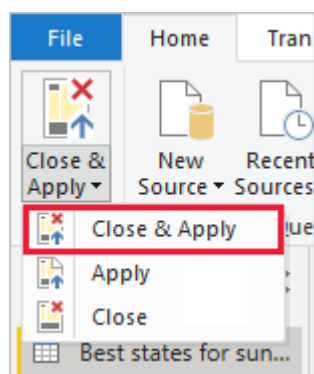 File Home Tran
Close & New Recent
Apply Source Sources
Close & Apply
Apply
Close
Best states for sun...